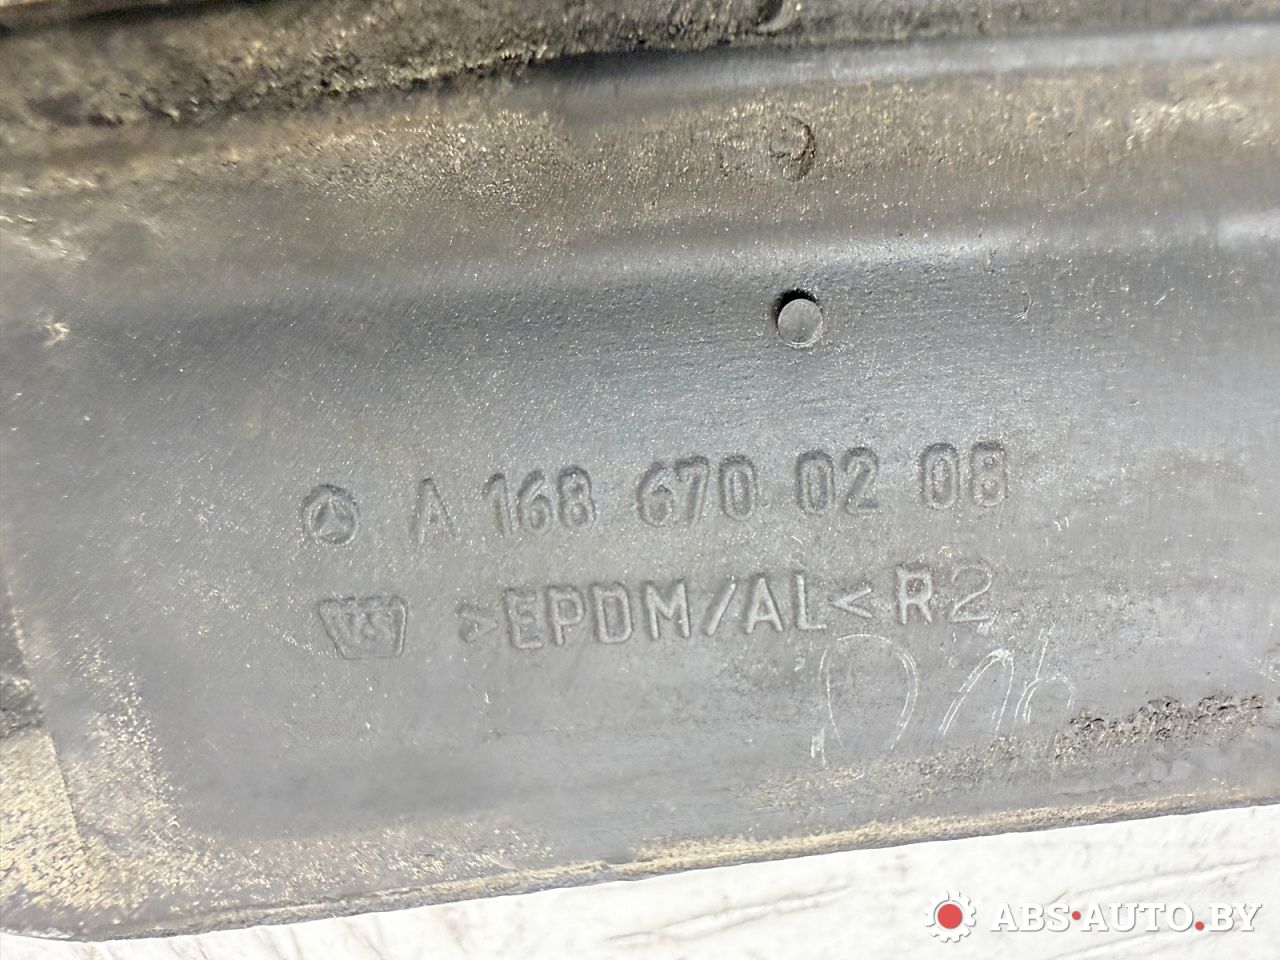 A 168 670 02 08
>EPDM/AL< R2
ABS-AUTO.BY